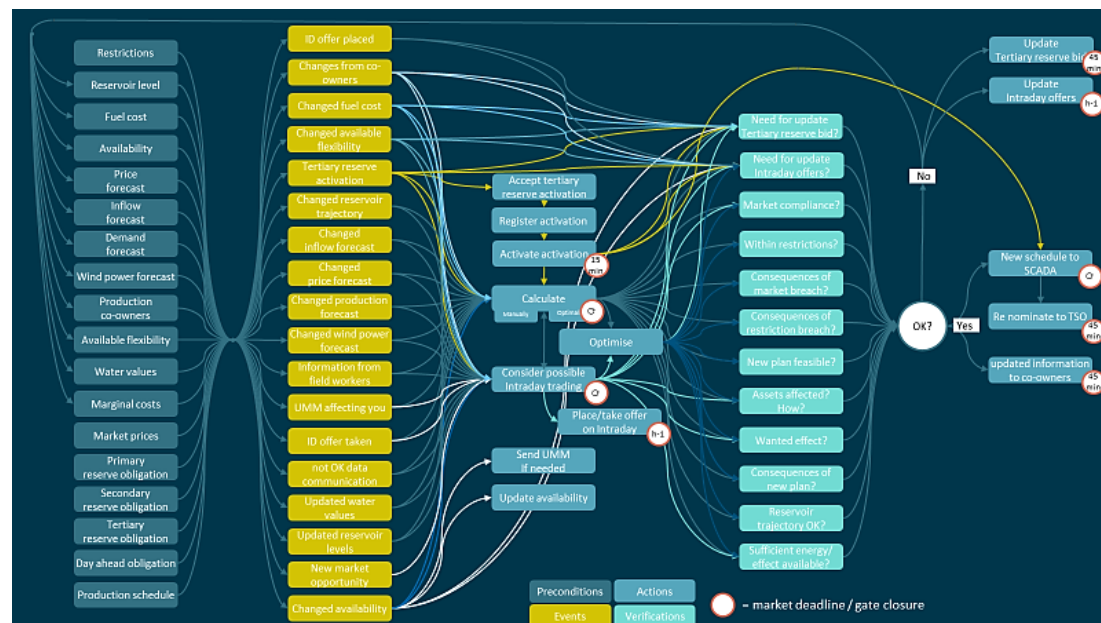 Restrictions
Reservoir level
Fuel cost
Availability
Price
forecast
Inflow
forecast
Demand
forecast
Wind power forecast
Production
co-owners
Available flexibility
Water values
Marginal costs
Market prices
Primary
reserve obligation
Secondary
reserve obligation
Tertiary
reserve obligation
Day ahead obligation
Production schedule
ID offer placed
Changes from co-
owners
Changed fuel cost
Changed available
flexibility
Tertiary reserve
activation
Changed reservoir
trajectory
Changed
inflow forecast
Changed
price forecast
Changed production
forecast
Changed wind power
forecast
Information from
field workers
UMM affecting you
ID offer taken
not OK data
communication
Updated water
values
Updated reservoir
levels
New market
opportunity
Changed availability
Accept tertiary
reserve activation
Register activation
Activate activation
15
min
Calculate
Manually
Optimise
Consider possible
Intraday trading
Place/take offer
on Intraday
h-1
Send UMM
If needed
Update availability
Need for update
Tertiary reserve bid?
Need for update
Intraday offers?
Market compliance?
Within restrictions?
Consequences of
market breach?
Consequences of
restriction breach?
New plan feasible?
Assets affected?
How?
Wanted effect?
Consequences of
new plan?
Reservoir
trajectory OK?
Sufficient energy/
effect available?
OK?
No
Yes
Update
Tertiary reserve bid
45
min
Update
Intraday offers
h-1
New schedule to
SCADA
Re nominate to TSO
45
min
updated information
to co-owners
45
min
Preconditions
Actions
Events
Verifications
= market deadline / gate closure